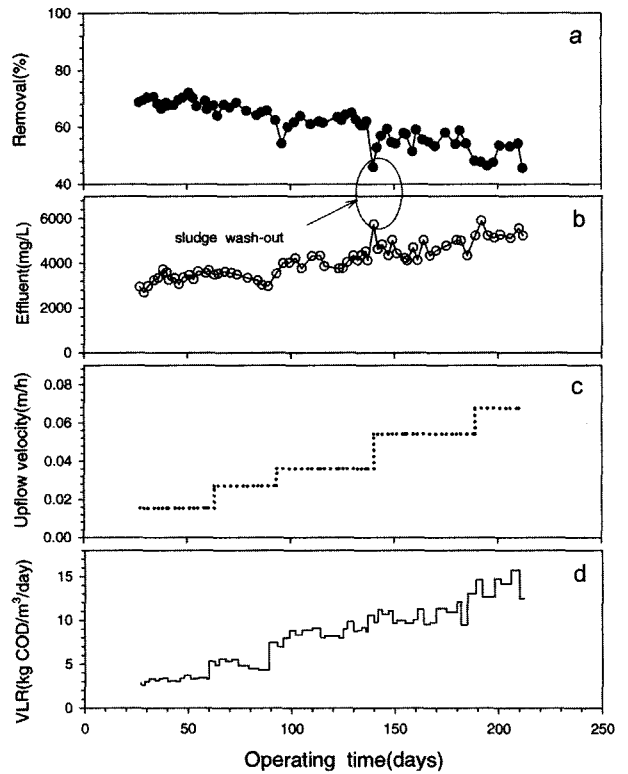 100
80
60
40
Removal(%)
a
6000
4000
2000
0
Effluent(mg/L)
b
sludge wash-out
0.10
0.08
0.06
0.04
0.02
0.00
Upflow velocity(m/h)
c
15
10
5
0
VLR(kg COD/m³/day)
d
0 50 100 150 200 250
Operating time(days)